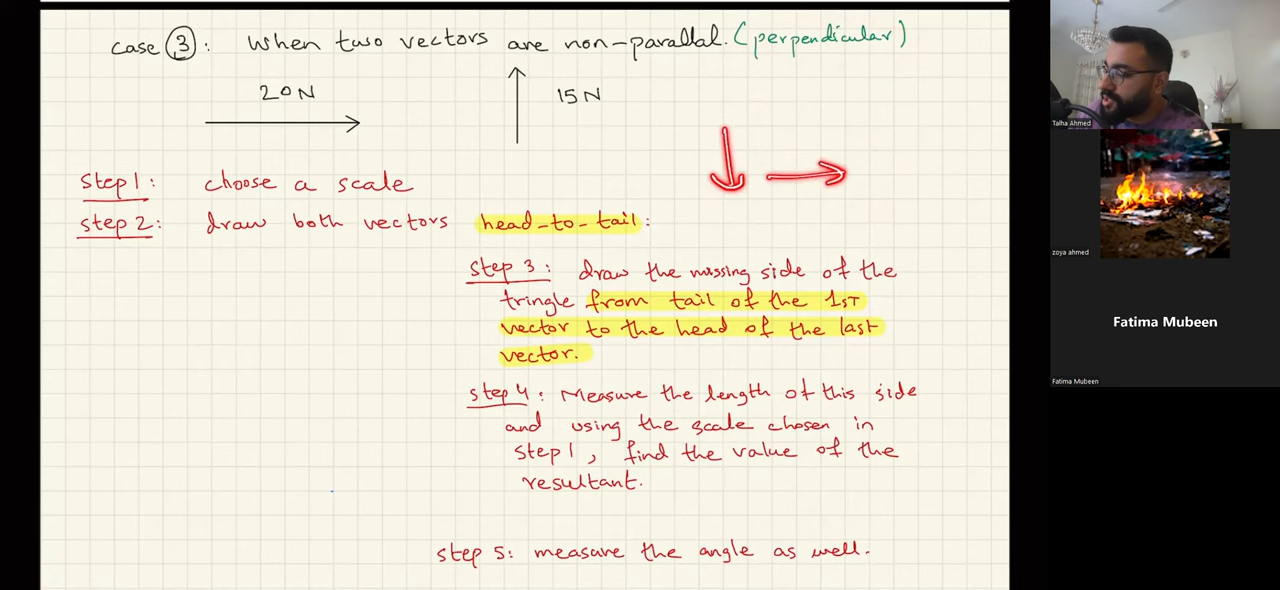 case 3: When two vectors are non-parallal. (perpendicular)
20N
15N
Step 1: choose a scale
step 2: draw both vectors head-to-tail:
Step 3: draw the missing side of the
tringle from tail of the 1ST
vector to the head of the last
vector.
step 4: Measure the length of this side
and using the scale chosen in
step 1, find the value of the
resultant.
step 5: measure the angle as well.
Talha Ahmed
zoya ahmed
Fatima Mubeen
Fatima Mubeen